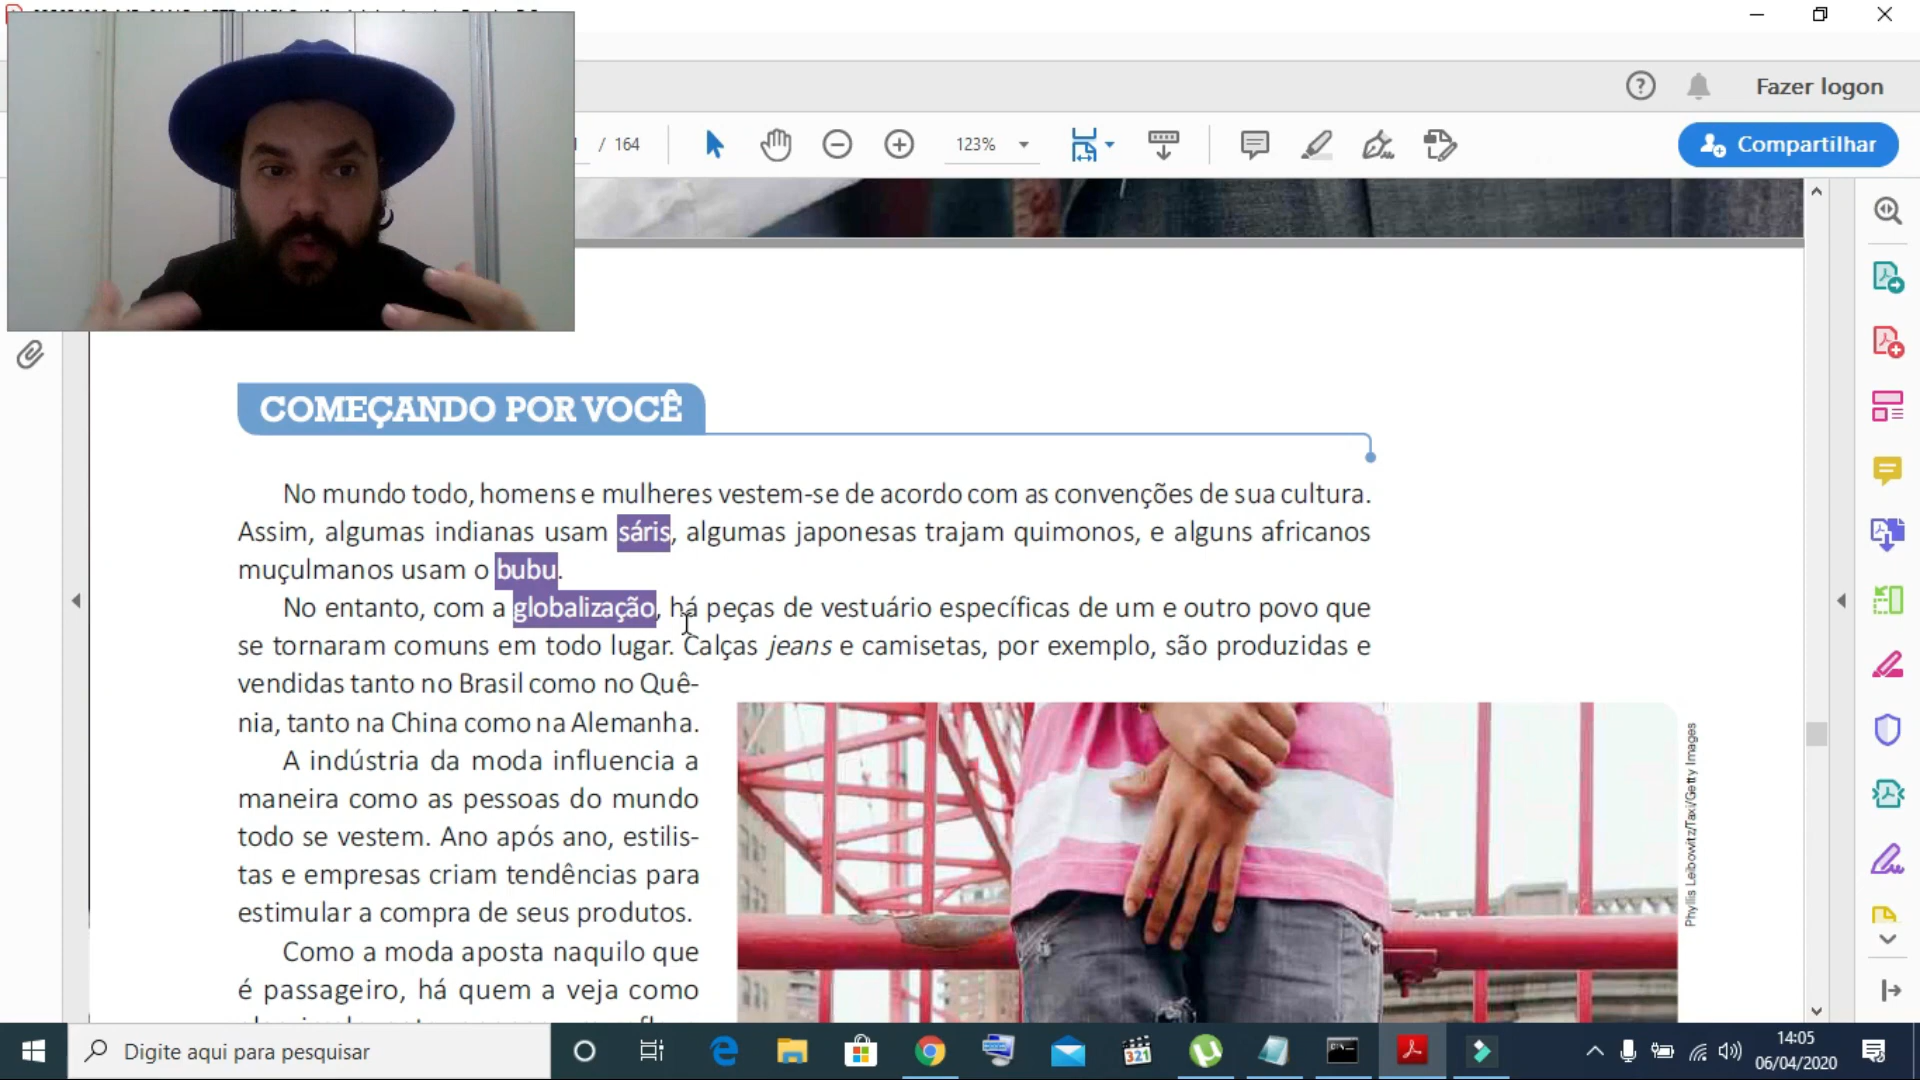 Fazer logon
/ 164
123%
Compartilhar
COMEÇANDO POR VOCÊ
No mundo todo, homens e mulheres vestem-se de acordo com as convenções de sua cultura.
Assim, algumas indianas usam sáris, algumas japonesas trajam quimonos, e alguns africanos
muçulmanos usam o bubu.
No entanto, com a globalização, há peças de vestuário específicas de um e outro povo que
se tornaram comuns em todo lugar. Calças jeans e camisetas, por exemplo, são produzidas e
vendidas tanto no Brasil como no Quê-
nia, tanto na China como na Alemanha.
A indústria da moda influencia a
maneira como as pessoas do mundo
todo se vestem. Ano após ano, estilis-
tas e empresas criam tendências para
estimular a compra de seus produtos.
Como a moda aposta naquilo que
é passageiro, há quem a veja como
Phyllis Leibowitz/Taxi/Getty Images
Digite aqui para pesquisar
321
14:05
06/04/2020